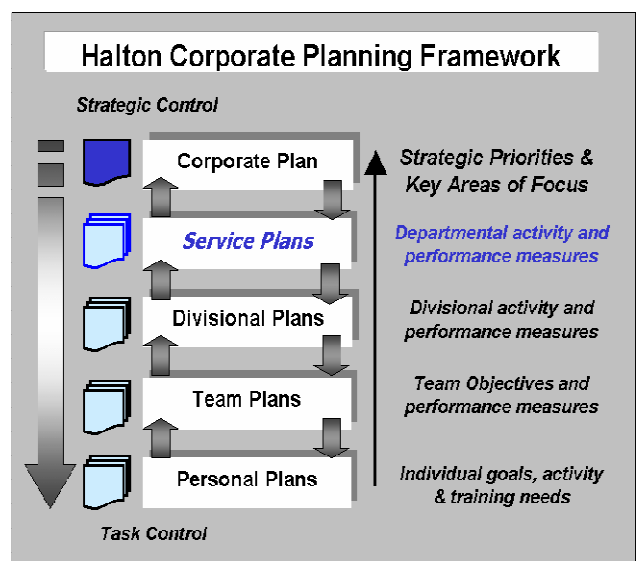 Halton Corporate Planning Framework
Strategic Control
Corporate Plan
Strategic Priorities &
Key Areas of Focus
Service Plans
Departmental activity and
performance measures
Divisional Plans
Divisional activity and
performance measures
Team Plans
Team Objectives and
performance measures
Personal Plans
Individual goals, activity
& training needs
Task Control